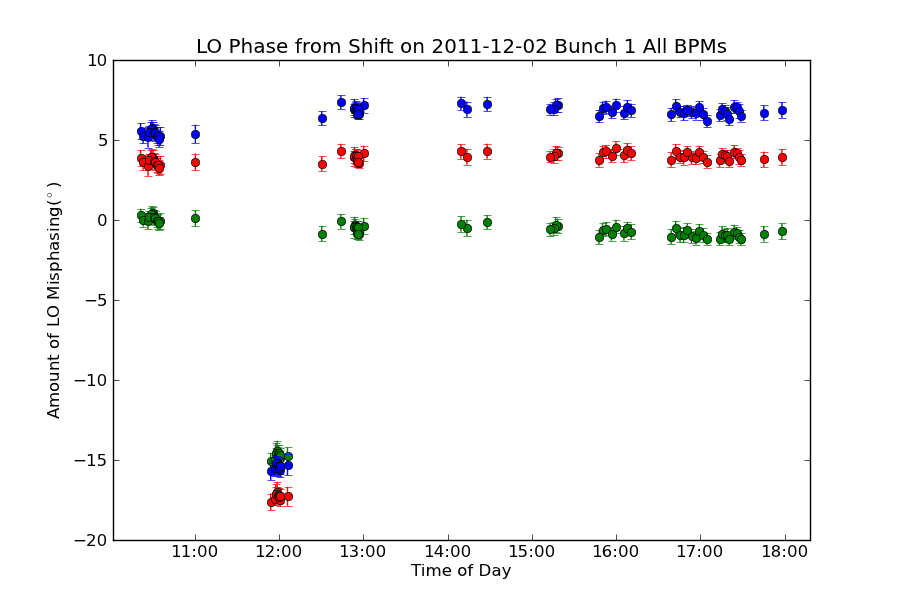 LO Phase from Shift on 2011-12-02 Bunch 1 All BPMs
10
5
0
−5
−10
−15
−20
Amount of LO Misphasing(°)
11:00 12:00 13:00 14:00 15:00 16:00 17:00 18:00
Time of Day